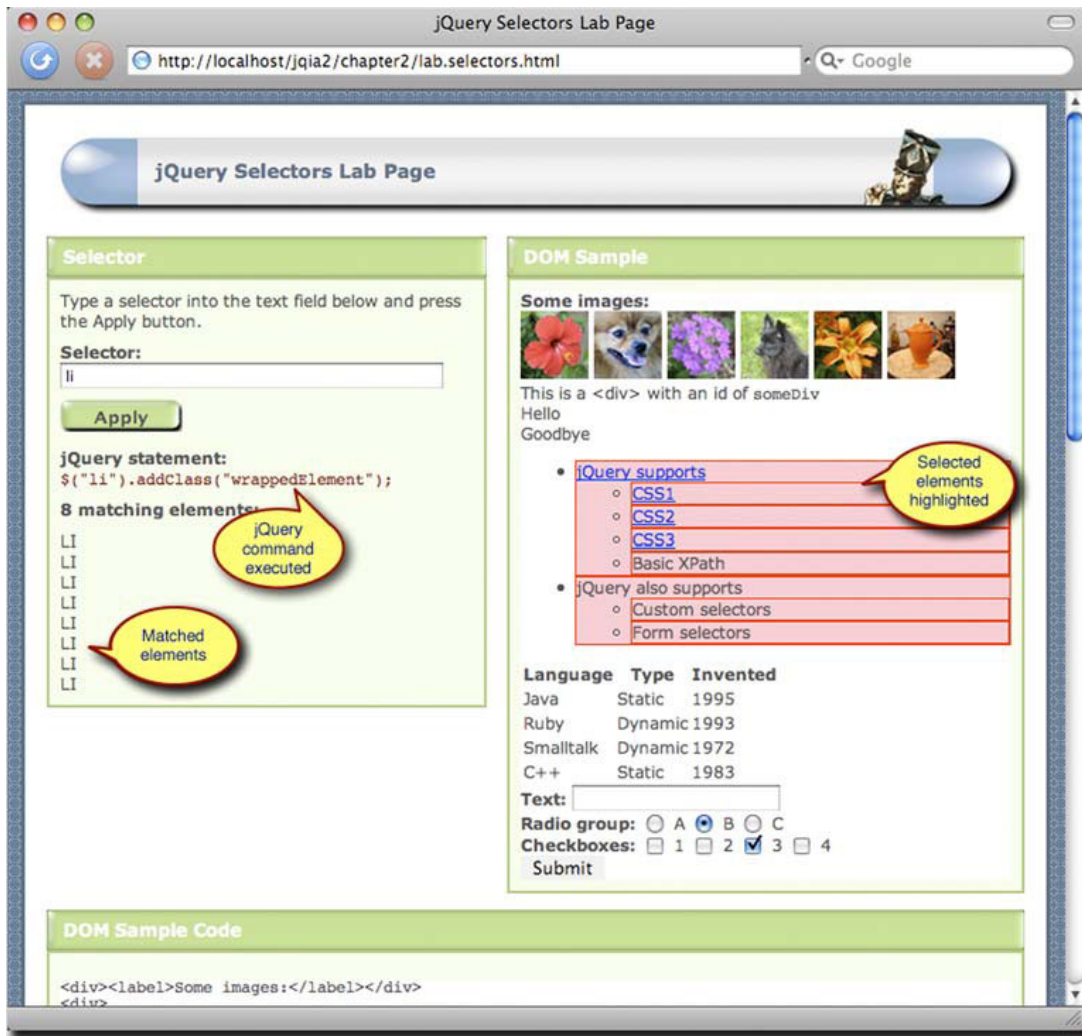 jQuery Selectors Lab Page
http://localhost/jqia2/chapter2/lab.selectors.html
Google
jQuery Selectors Lab Page
Selector
Type a selector into the text field below and press
the Apply button.
Selector:
li
Apply
jQuery statement:
$("li").addClass("wrappedElement");
8 matching elements:
LI
LI
LI
LI
LI
LI
LI
LI
jQuery
command
executed
Matched
elements
DOM Sample
Some images:
This is a <div> with an id of someDiv
Hello
Goodbye
jQuery supports
CSS1
CSS2
CSS3
Basic XPath
jQuery also supports
Custom selectors
Form selectors
Selected
elements
highlighted
Language Type Invented
Java Static 1995
Ruby Dynamic 1993
Smalltalk Dynamic 1972
C++ Static 1983
Text:
Radio group: A B C
Checkboxes: 1 2 3 4
Submit
DOM Sample Code
<div><label>Some images:</label></div>
<div>